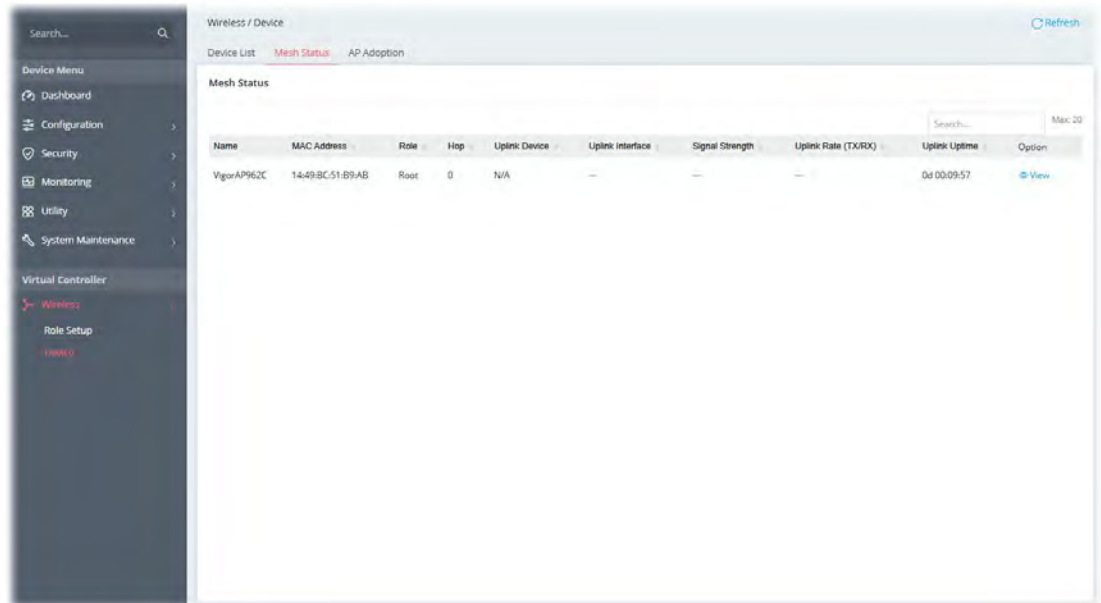 Search...
Device Menu
Dashboard
Configuration
Security
Monitoring
Utility
System Maintenance
Virtual Controller
Wireless
Role Setup
Wireless / Device
Refresh
Device List Mesh Status AP Adoption
Mesh Status
Search... Max: 20
Name MAC Address Role Hop Uplink Device Uplink Interface Signal Strength Uplink Rate (TX/RX) Uplink Uptime Option
VigorAP962C 14:49:BC:51:B9:AB Root 0 N/A --- --- --- 0d 00:09:57 View